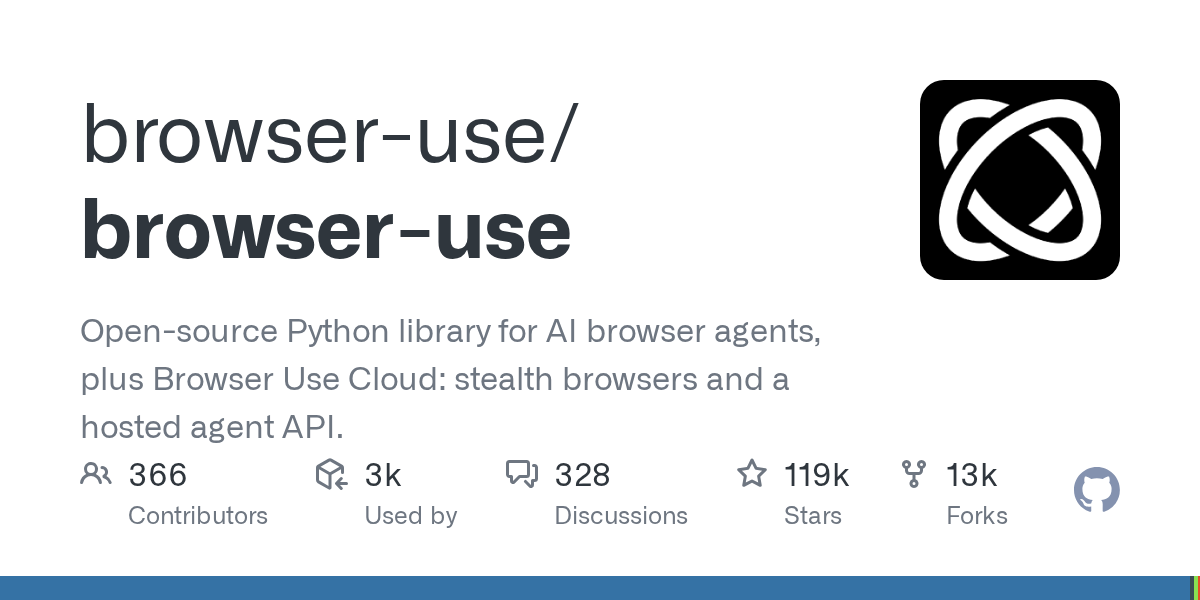 browser-use/
browser-use
Open-source Python library for AI browser agents,
plus Browser Use Cloud: stealth browsers and a
hosted agent API.
366
Contributors
3k
Used by
328
Discussions
119k
Stars
13k
Forks